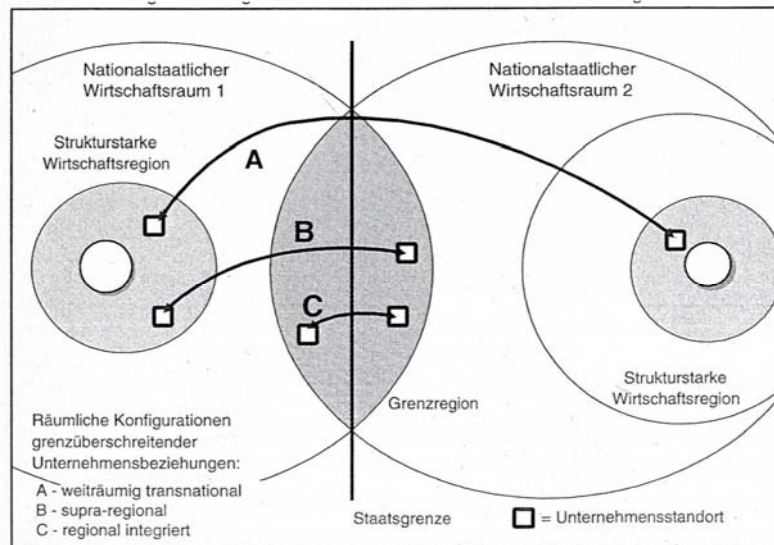 Nationalstaatlicher
Wirtschaftsraum 1
Nationalstaatlicher
Wirtschaftsraum 2
Strukturstarke
Wirtschaftsregion
A
B
C
Strukturstarke
Wirtschaftsregion
Grenzregion
Räumliche Konfigurationen
grenzüberschreitender
Unternehmensbeziehungen:
A - weiträumig transnational
B - supra-regional
C - regional integriert
Staatsgrenze
= Unternehmensstandort